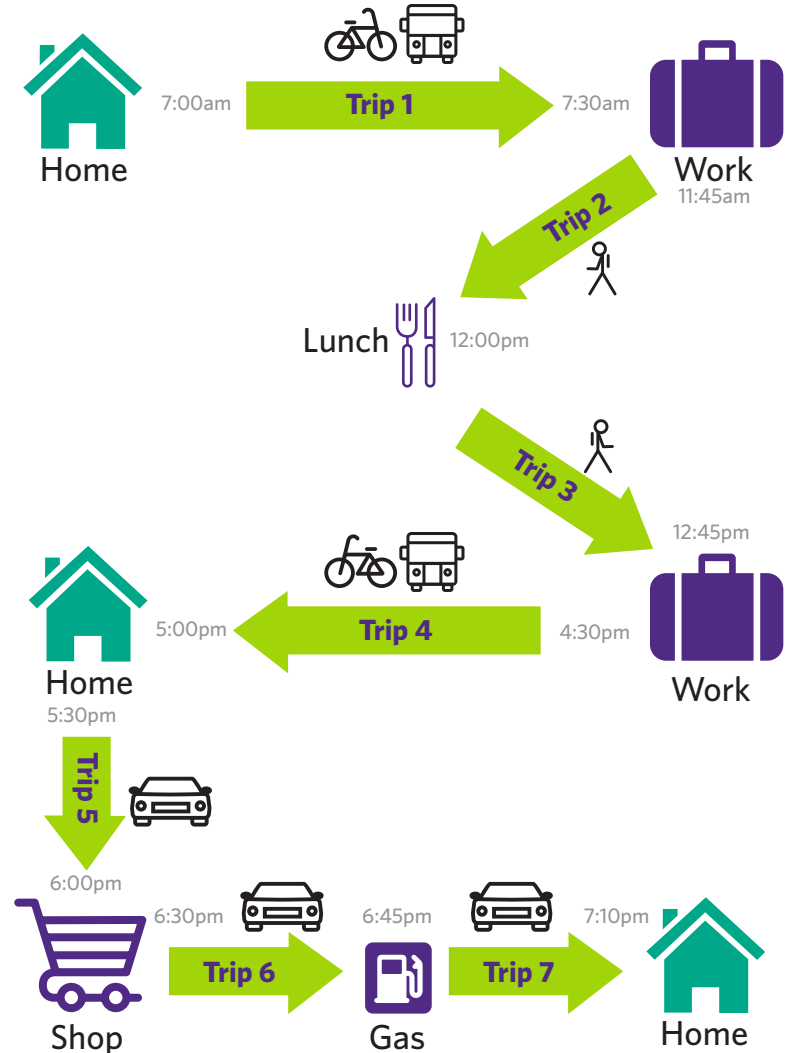 7:00am
Trip 1
7:30am
Home
Work
11:45am
Trip 2
Lunch
12:00pm
Trip 3
12:45pm
5:00pm
Trip 4
4:30pm
Home
Work
5:30pm
Trip 5
6:00pm
6:30pm
6:45pm
7:10pm
Trip 6
Trip 7
Shop
Gas
Home